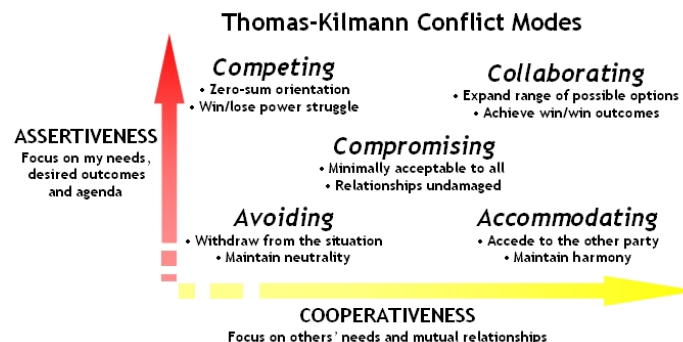 Thomas-Kilmann Conflict Modes
Competing
• Zero-sum orientation
• Win/lose power struggle
Collaborating
• Expand range of possible options
• Achieve win/win outcomes
ASSERTIVENESS
Focus on my needs,
desired outcomes
and agenda
Compromising
• Minimally acceptable to all
• Relationships undamaged
Avoiding
• Withdraw from the situation
• Maintain neutrality
Accommodating
• Accede to the other party
• Maintain harmony
COOPERATIVENESS
Focus on others' needs and mutual relationships